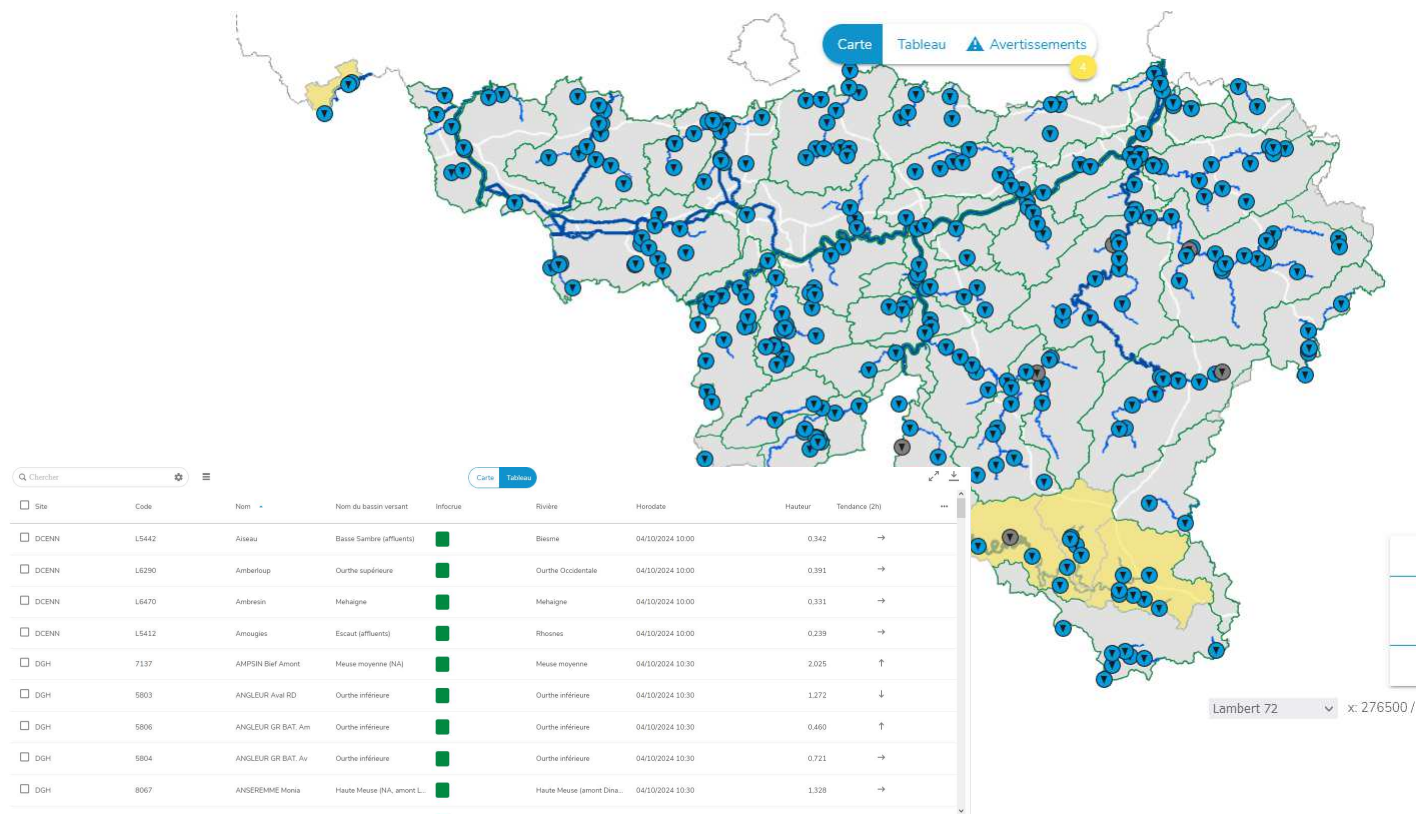 Carte Tableau Avertissements
4
Chercher
Carte Tableau
Site Code Nom Nom du bassin versant Infocrue Rivière Horodate Hauteur Tendance (2h) ...
DCENN L5442 Aiseau Basse Sambre (affluents) Biesme 04/10/2024 10:00 0,342 →
DCENN L6290 Amberloup Ourthe supérieure Ourthe Occidentale 04/10/2024 10:00 0,391 →
DCENN L6470 Ambresin Mehaigne Mehaigne 04/10/2024 10:00 0,331 →
DCENN L5412 Amougies Escaut (affluents) Rhosnes 04/10/2024 10:00 0,239 →
DGH 7137 AMPSIN Bief Amont Meuse moyenne (NA) Meuse moyenne 04/10/2024 10:30 2,025 ↑
DGH 5803 ANGLEUR Aval RD Ourthe inférieure Ourthe inférieure 04/10/2024 10:30 1,272 ↓
DGH 5806 ANGLEUR GR BAT. Am Ourthe inférieure Ourthe inférieure 04/10/2024 10:30 0,460 ↑
DGH 5804 ANGLEUR GR BAT. Av Ourthe inférieure Ourthe inférieure 04/10/2024 10:30 0,721 →
DGH 8067 ANSEREMME Monia Haute Meuse (NA, amont L... Haute Meuse (amont Dina... 04/10/2024 10:30 1,328 →
Lambert 72 x: 276500 /